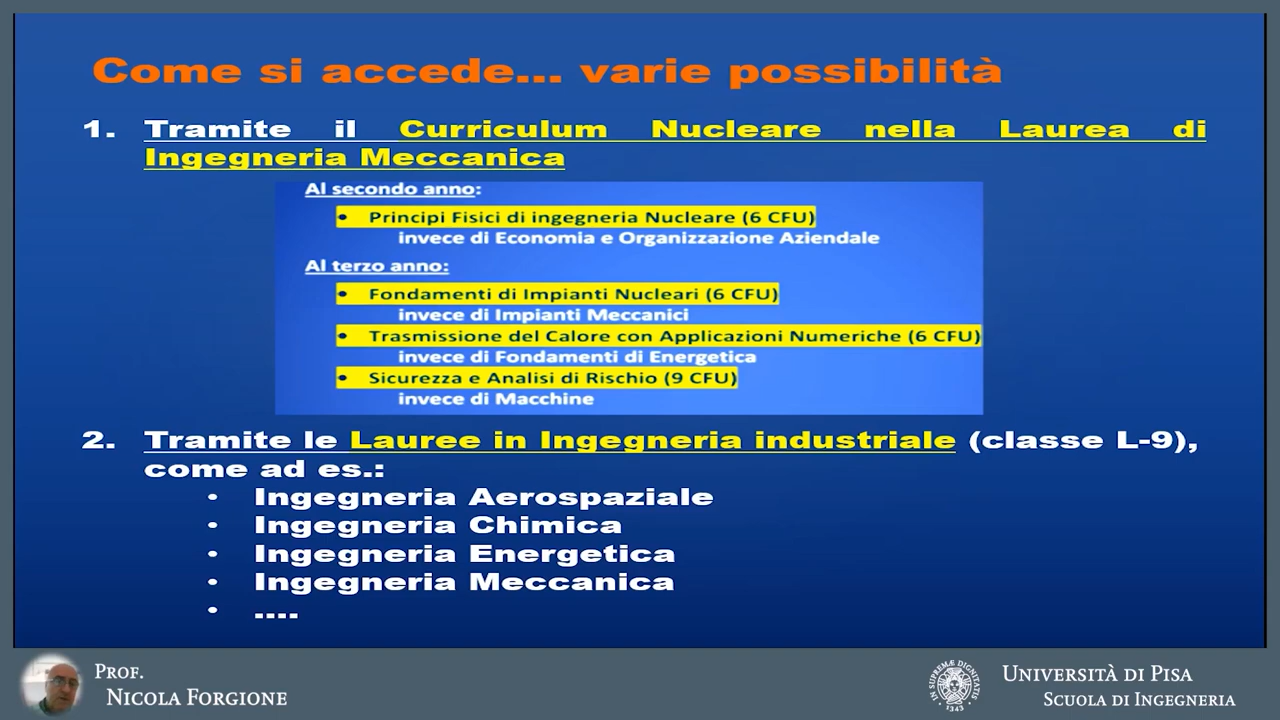 Come si accede... varie possibilità
1. Tramite il Curriculum Nucleare nella Laurea di
Ingegneria Meccanica
Al secondo anno:
• Principi Fisici di ingegneria Nucleare (6 CFU)
invece di Economia e Organizzazione Aziendale
Al terzo anno:
• Fondamenti di Impianti Nucleari (6 CFU)
invece di Impianti Meccanici
• Trasmissione del Calore con Applicazioni Numeriche (6 CFU)
invece di Fondamenti di Energetica
• Sicurezza e Analisi di Rischio (9 CFU)
invece di Macchine
2. Tramite le Lauree in Ingegneria industriale (classe L-9),
come ad es.:
• Ingegneria Aerospaziale
• Ingegneria Chimica
• Ingegneria Energetica
• Ingegneria Meccanica
• ....
PROF.
NICOLA FORGIONE
IN SUPREMÆ DIGNITATIS
1343
UNIVERSITÀ DI PISA
SCUOLA DI INGEGNERIA